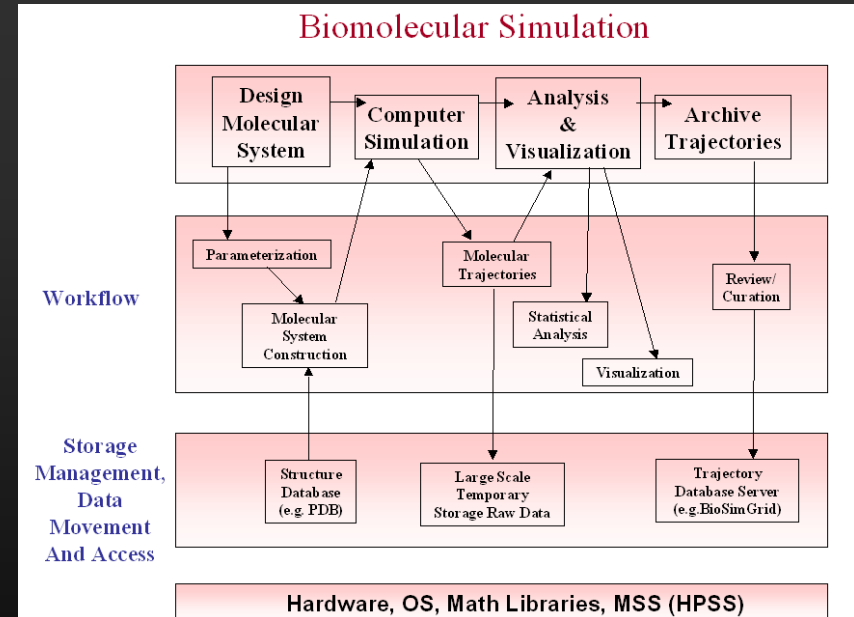 Biomolecular Simulation
Design
Molecular
System
Computer
Simulation
Analysis
&
Visualization
Archive
Trajectories
Workflow
Parameterization
Molecular
System
Construction
Molecular
Trajectories
Statistical
Analysis
Visualization
Review/
Curation
Storage
Management,
Data
Movement
And Access
Structure
Database
(e.g. PDB)
Large Scale
Temporary
Storage Raw Data
Trajectory
Database Server
(e.g.BioSimGrid)
Hardware, OS, Math Libraries, MSS (HPSS)